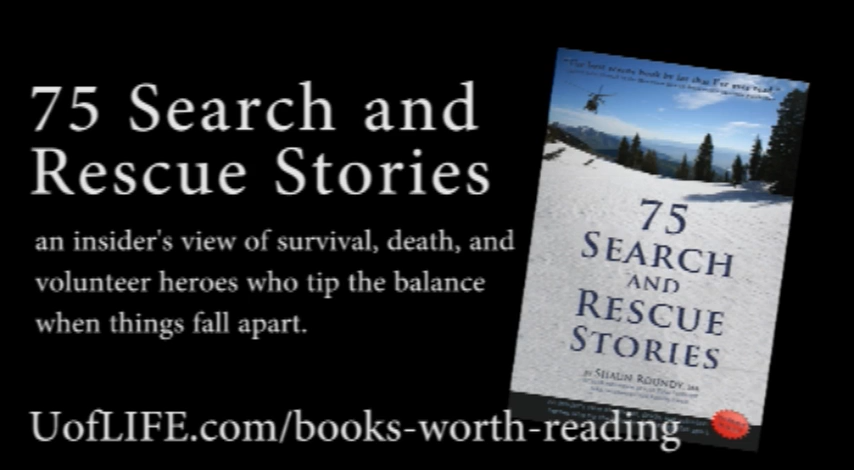 75 Search and
Rescue Stories
an insider's view of survival, death, and
volunteer heroes who tip the balance
when things fall apart.
UofLIFE.com/books-worth-reading
75
SEARCH
AND
RESCUE
STORIES
BY SHAUN ROUNDY